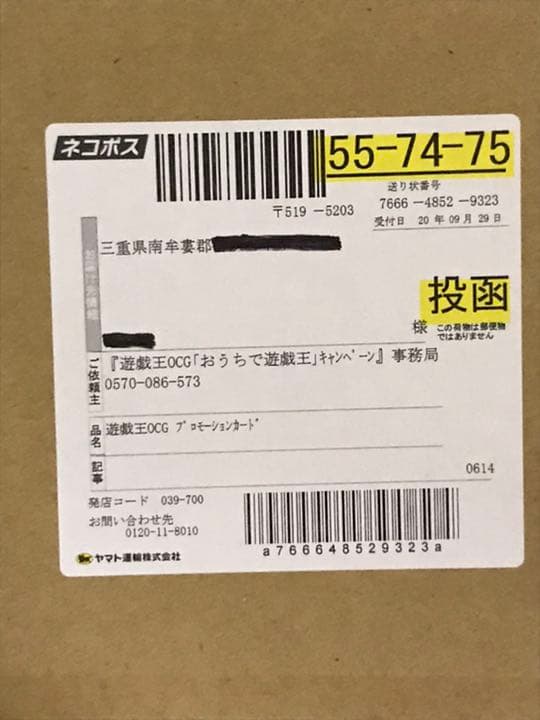 ネコポス
55-74-75
送り状番号
7666-4852-9323
〒519-5203
受付日 20年09月29日
三重県南牟婁郡
お届け先情報
投函
様
この荷物は郵便物
ではありません
ご依頼主
『遊戯王OCG「おうちで遊戯王」ｷｬﾝﾍﾟｰﾝ』事務局
0570-086-573
品名
遊戯王OCG ﾌﾟﾛﾓｰｼｮﾝｶｰﾄﾞ
記事
0614
発店コード 039-700
お問い合わせ先
0120-11-8010
a766648529323a
ヤマト運輸株式会社